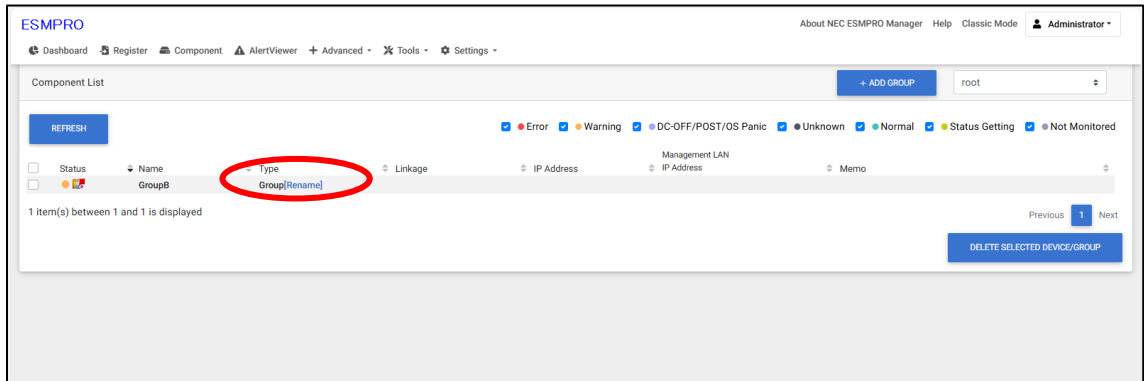 ESMPRO
About NEC ESMPRO Manager Help Classic Mode Administrator
Dashboard Register Component AlertViewer Advanced Tools Settings
Component List
+ ADD GROUP
root
REFRESH
Error Warning DC-OFF/POST/OS Panic Unknown Normal Status Getting Not Monitored
Status Name Type Linkage IP Address Management LAN IP Address Memo
GroupB Group[Rename]
1 item(s) between 1 and 1 is displayed
Previous 1 Next
DELETE SELECTED DEVICE/GROUP